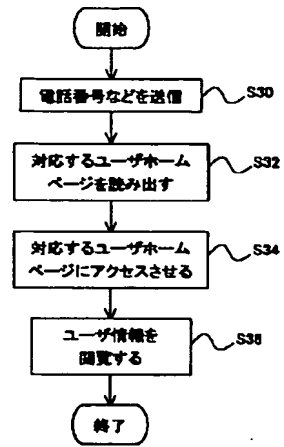 開始
電話番号などを送信
S30
対応するユーザホーム
ページを読み出す
S32
対応するユーザホーム
ページにアクセスさせる
S34
ユーザ情報を
閲覧する
S36
終了